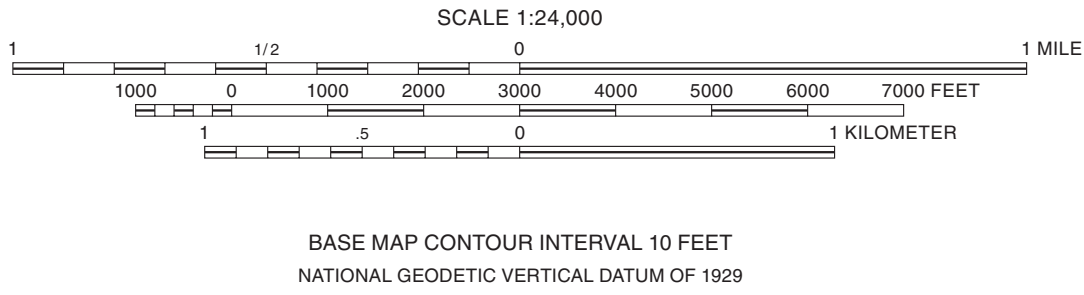 SCALE 1:24,000
1 1/2 0 1 MILE
1000 0 1000 2000 3000 4000 5000 6000 7000 FEET
1 .5 0 1 KILOMETER
BASE MAP CONTOUR INTERVAL 10 FEET
NATIONAL GEODETIC VERTICAL DATUM OF 1929